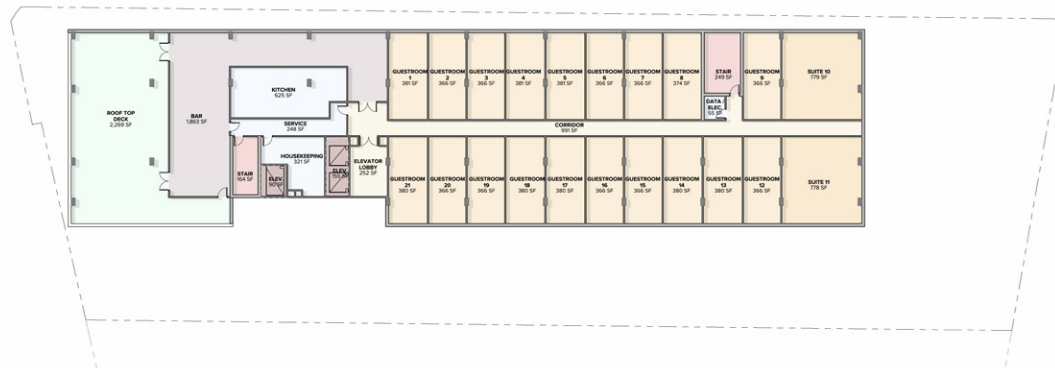 GUESTROOM
1
381 SF
GUESTROOM
2
366 SF
GUESTROOM
3
366 SF
GUESTROOM
4
381 SF
GUESTROOM
5
381 SF
GUESTROOM
6
366 SF
GUESTROOM
7
366 SF
GUESTROOM
8
374 SF
STAIR
249 SF
GUESTROOM
9
366 SF
SUITE 10
779 SF
KITCHEN
625 SF
DATA /
ELEC.
55 SF
ROOF TOP
DECK
2,269 SF
BAR
1,863 SF
SERVICE
248 SF
CORRIDOR
991 SF
HOUSEKEEPING
321 SF
ELEVATOR
LOBBY
252 SF
STAIR
164 SF
ELEV.
90 SF
ELEV.
GUESTROOM
21
380 SF
GUESTROOM
20
366 SF
GUESTROOM
19
366 SF
GUESTROOM
18
380 SF
GUESTROOM
17
380 SF
GUESTROOM
16
366 SF
GUESTROOM
15
366 SF
GUESTROOM
14
380 SF
GUESTROOM
13
380 SF
GUESTROOM
12
366 SF
SUITE 11
778 SF